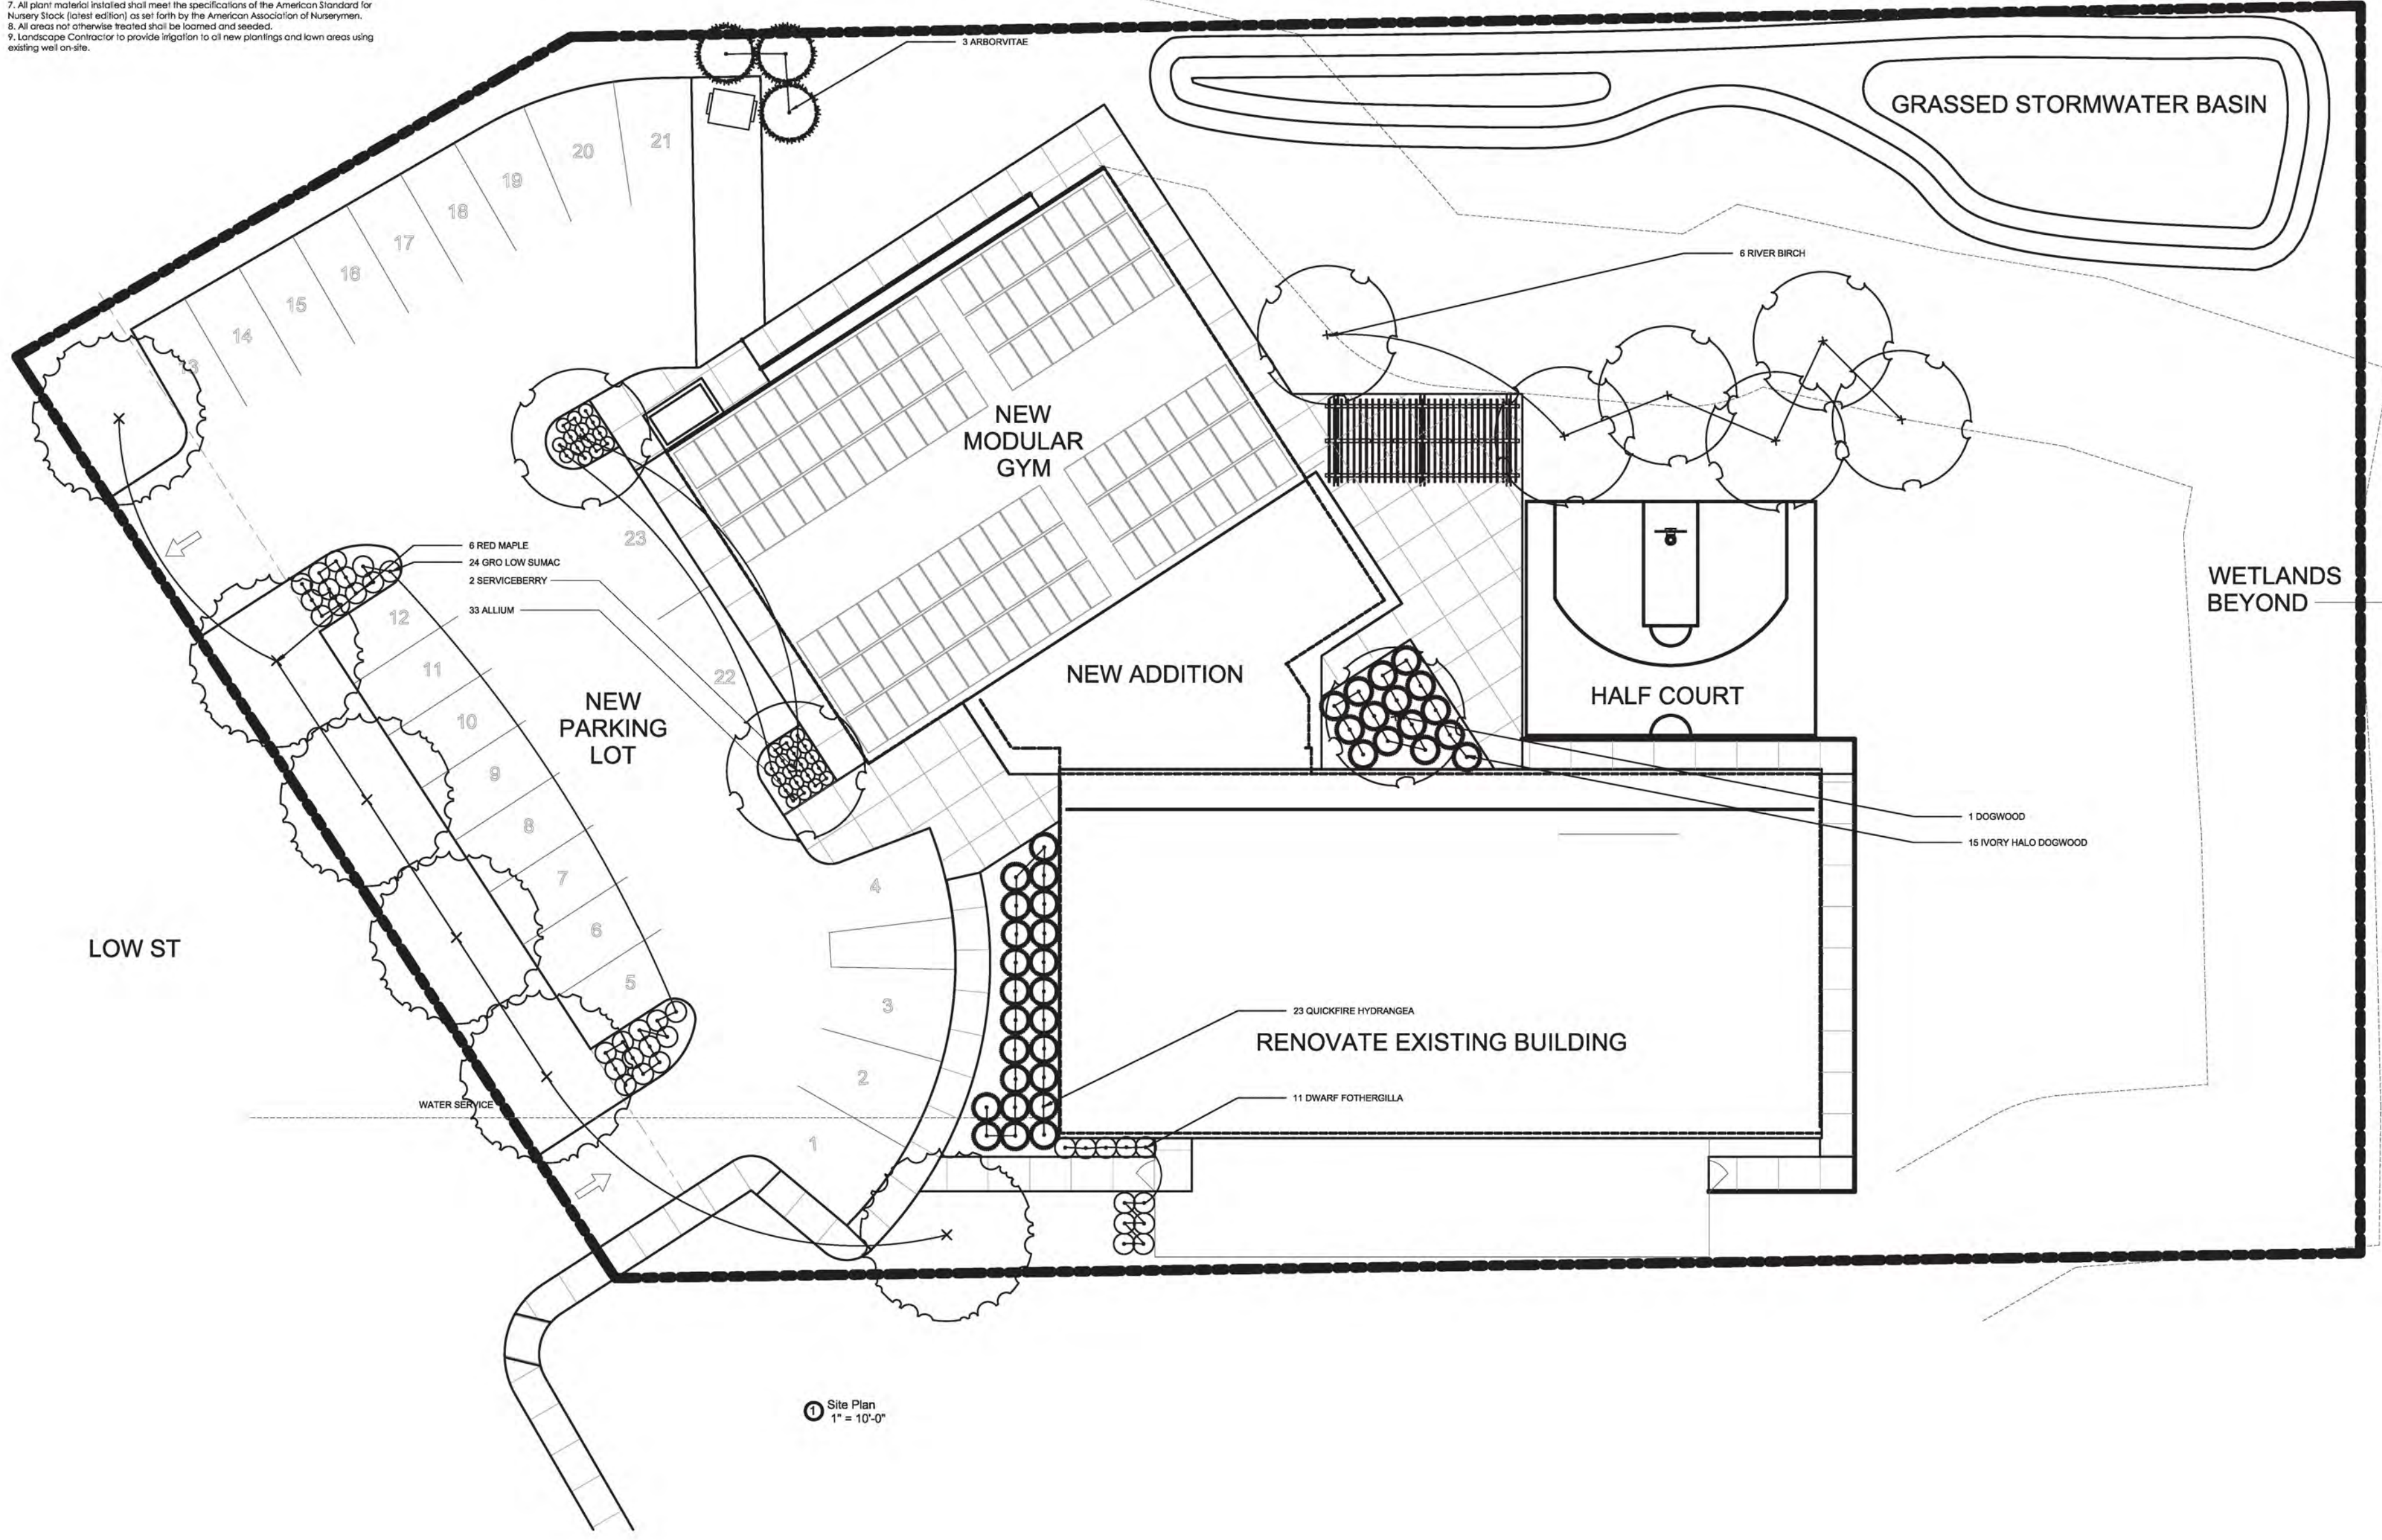 7. All plant material installed shall meet the specifications of the American Standard for
Nursery Stock (latest edition) as set forth by the American Association of Nurserymen.
8. All areas not otherwise treated shall be loamed and seeded.
9. Landscape Contractor to provide irrigation to all new plantings and lawn areas using
existing well on-site.
3 ARBORVITAE
GRASSED STORMWATER BASIN
21
20
19
18
17
16
15
14
13
6 RIVER BIRCH
NEW
MODULAR
GYM
23
6 RED MAPLE
24 GRO LOW SUMAC
2 SERVICEBERRY
33 ALLIUM
WETLANDS
BEYOND
12
11
10
9
8
7
6
5
22
NEW
PARKING
LOT
NEW ADDITION
HALF COURT
1 DOGWOOD
15 IVORY HALO DOGWOOD
4
3
2
1
LOW ST
23 QUICKFIRE HYDRANGEA
RENOVATE EXISTING BUILDING
11 DWARF FOTHERGILLA
WATER SERVICE
1
Site Plan
1" = 10'-0"